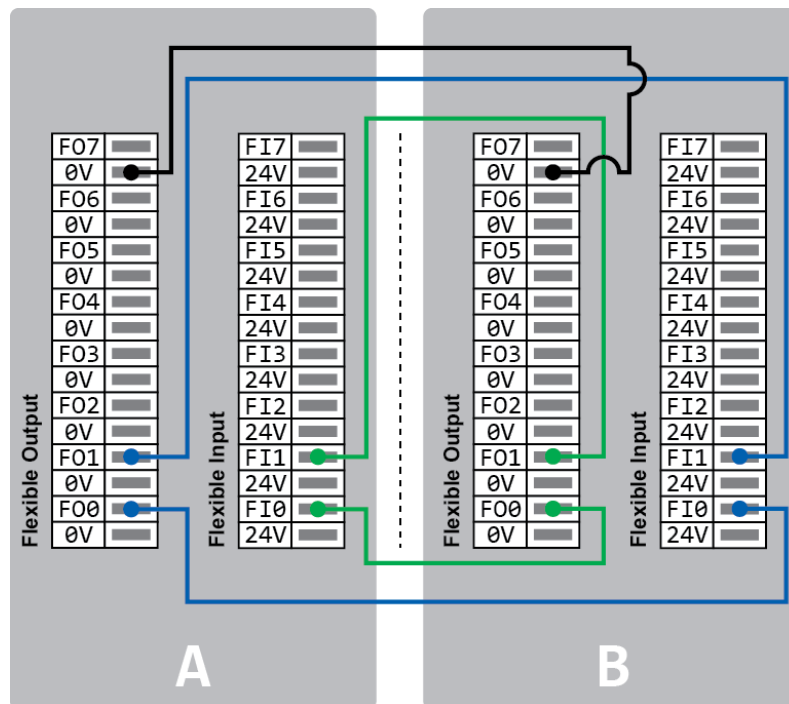 Flexible Output
FO7
0V
FO6
0V
FO5
0V
FO4
0V
FO3
0V
FO2
0V
FO1
0V
FO0
0V
Flexible Input
FI7
24V
FI6
24V
FI5
24V
FI4
24V
FI3
24V
FI2
24V
FI1
24V
FI0
24V
A
Flexible Output
FO7
0V
FO6
0V
FO5
0V
FO4
0V
FO3
0V
FO2
0V
FO1
0V
FO0
0V
Flexible Input
FI7
24V
FI6
24V
FI5
24V
FI4
24V
FI3
24V
FI2
24V
FI1
24V
FI0
24V
B